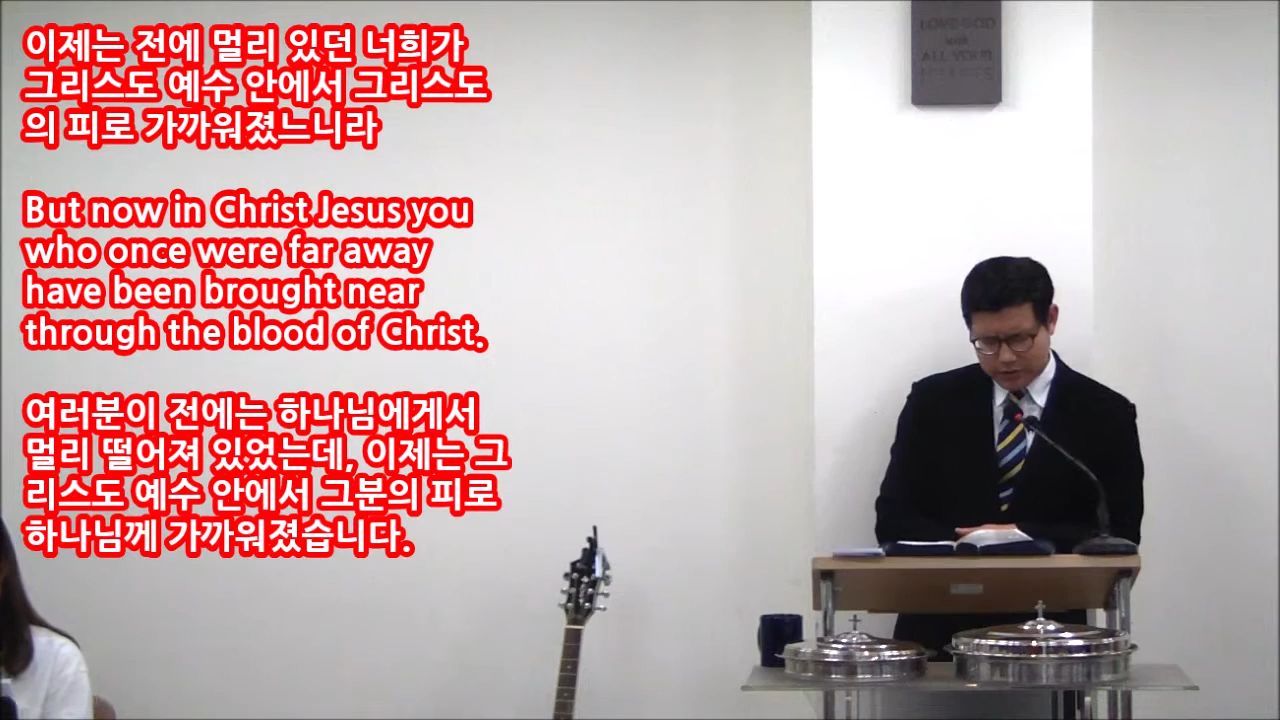 이제는 전에 멀리 있던 너희가
그리스도 예수 안에서 그리스도
의 피로 가까워졌느니라
But now in Christ Jesus you
who once were far away
have been brought near
through the blood of Christ.
여러분이 전에는 하나님에게서
멀리 떨어져 있었는데, 이제는 그
리스도 예수 안에서 그분의 피로
하나님께 가까워졌습니다.